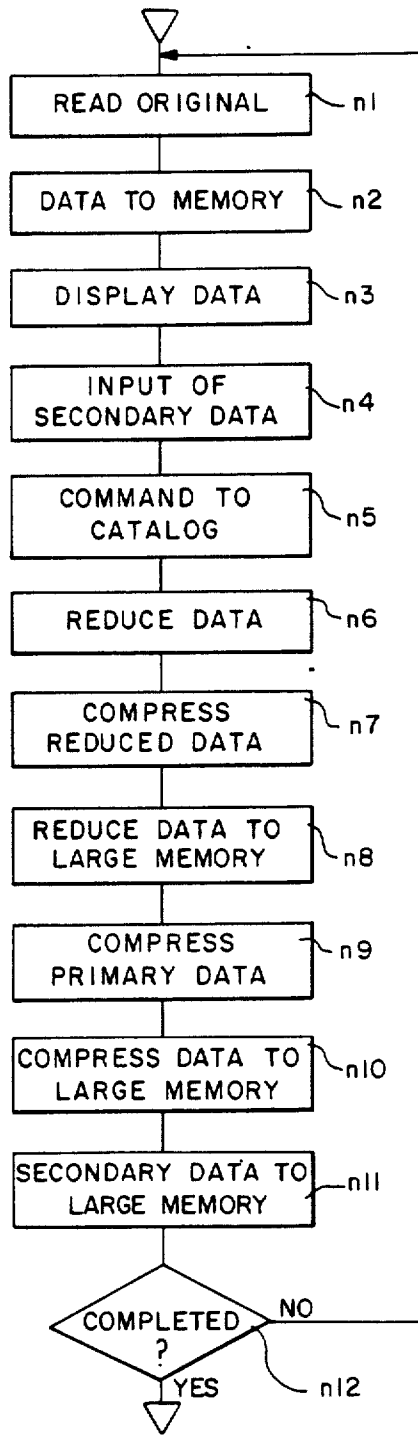 READ ORIGINAL
n1
DATA TO MEMORY
n2
DISPLAY DATA
n3
INPUT OF
SECONDARY DATA
n4
COMMAND TO
CATALOG
n5
REDUCE DATA
n6
COMPRESS
REDUCED DATA
n7
REDUCE DATA TO
LARGE MEMORY
n8
COMPRESS
PRIMARY DATA
n9
COMPRESS DATA TO
LARGE MEMORY
n10
SECONDARY DATA TO
LARGE MEMORY
n11
COMPLETED
?
NO
n12
YES